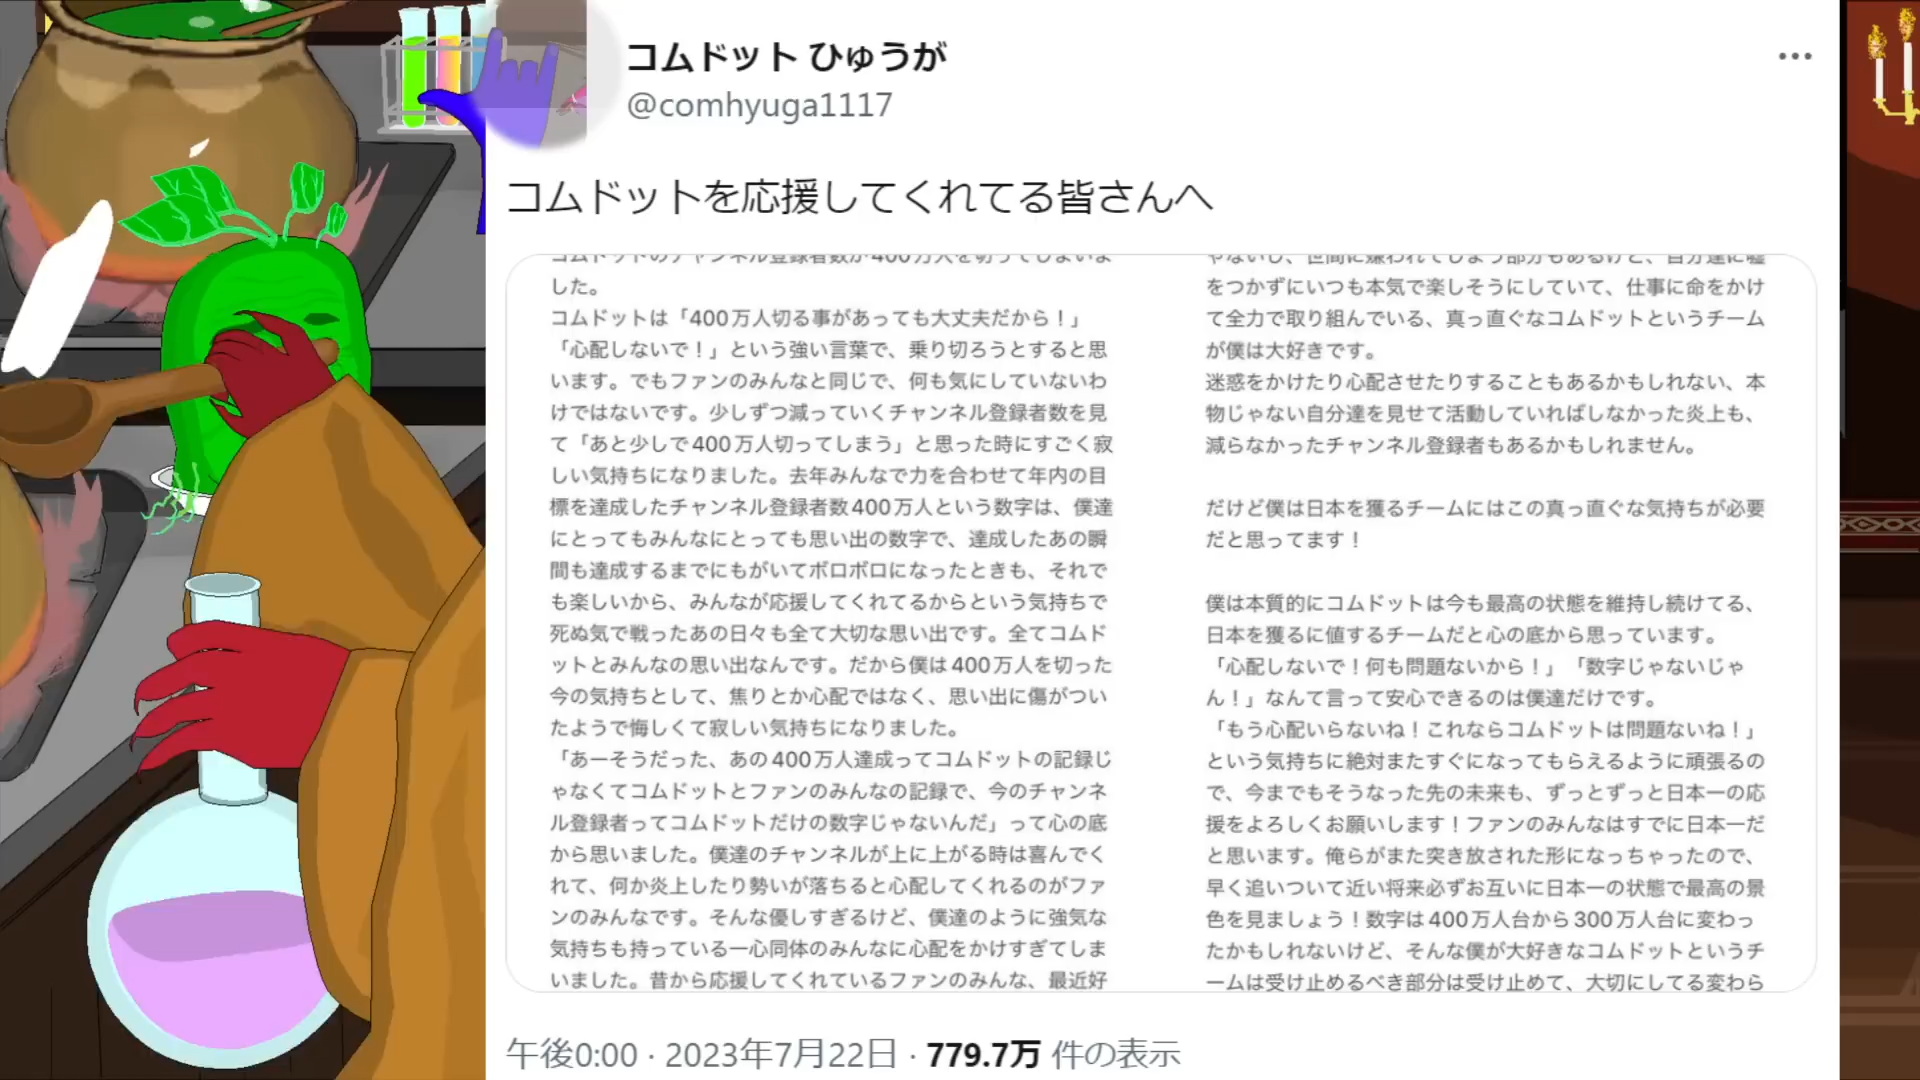 コムドット ひゅうが
@comhyuga1117
コムドットを応援してくれてる皆さんへ
コムドットのチャンネル登録者数が400万人を切ってしまいま
した。
コムドットは「400万人切る事があっても大丈夫だから！」
「心配しないで！」という強い言葉で、乗り切ろうとすると思
います。でもファンのみんなと同じで、何も気にしていないわ
けではないです。少しずつ減っていくチャンネル登録者数を見
て「あと少しで400万人切ってしまう」と思った時にすごく寂
しい気持ちになりました。去年みんなで力を合わせて年内の目
標を達成したチャンネル登録者数400万人という数字は、僕達
にとってもみんなにとっても思い出の数字で、達成したあの瞬
間も達成するまでにもがいてボロボロになったときも、それで
も楽しいから、みんなが応援してくれてるからという気持ちで
死ぬ気で戦ったあの日々も全て大切な思い出です。全てコムド
ットとみんなの思い出なんです。だから僕は400万人を切った
今の気持ちとして、焦りとか心配ではなく、思い出に傷がつい
たようで悔しくて寂しい気持ちになりました。
「あーそうだった、あの400万人達成ってコムドットの記録じ
ゃなくてコムドットとファンのみんなの記録で、今のチャンネ
ル登録者ってコムドットだけの数字じゃないんだ」って心の底
から思いました。僕達のチャンネルが上に上がる時は喜んでく
れて、何か炎上したり勢いが落ちると心配してくれるのがファ
ンのみんなです。そんな優しすぎるけど、僕達のように強気な
気持ちも持っている一心同体のみんなに心配をかけすぎてしま
いました。昔から応援してくれているファンのみんな、最近好
ゃないし、世間に嫌われてしまう部分もあるけど、自分達に嘘
をつかずにいつも本気で楽しそうにしていて、仕事に命をかけ
て全力で取り組んでいる、真っ直ぐなコムドットというチーム
が僕は大好きです。
迷惑をかけたり心配させたりすることもあるかもしれない、本
物じゃない自分達を見せて活動していればしなかった炎上も、
減らなかったチャンネル登録者もあるかもしれません。
だけど僕は日本を獲るチームにはこの真っ直ぐな気持ちが必要
だと思ってます！
僕は本質的にコムドットは今も最高の状態を維持し続けてる、
日本を獲るに値するチームだと心の底から思っています。
「心配しないで！何も問題ないから！」「数字じゃないじゃ
ん！」なんて言って安心できるのは僕達だけです。
「もう心配いらないね！これならコムドットは問題ないね！」
という気持ちに絶対またすぐになってもらえるように頑張るの
で、今までもそうなった先の未来も、ずっとずっと日本一の応
援をよろしくお願いします！ファンのみんなはすでに日本一だ
と思います。俺らがまた突き放された形になっちゃったので、
早く追いついて近い将来必ずお互いに日本一の状態で最高の景
色を見ましょう！数字は400万人台から300万人台に変わっ
たかもしれないけど、そんな僕が大好きなコムドットというチ
ームは受け止めるべき部分は受け止めて、大切にしてる変わら
午後0:00 · 2023年7月22日 · 779.7万 件の表示